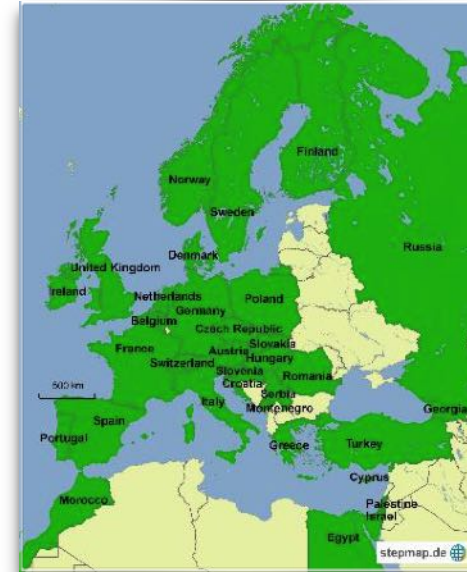 Finland
Norway
Sweden
Russia
Denmark
United Kingdom
Ireland
Netherlands
Poland
Germany
Belgium
Czech Republic
Slovakia
France
Austria
Hungary
Switzerland
Slovenia
Romania
Croatia
500 km
Serbia
Italy
Montenegro
Georgia
Spain
Portugal
Greece
Turkey
Cyprus
Morocco
Palestine
Israel
Egypt
stepmap.de